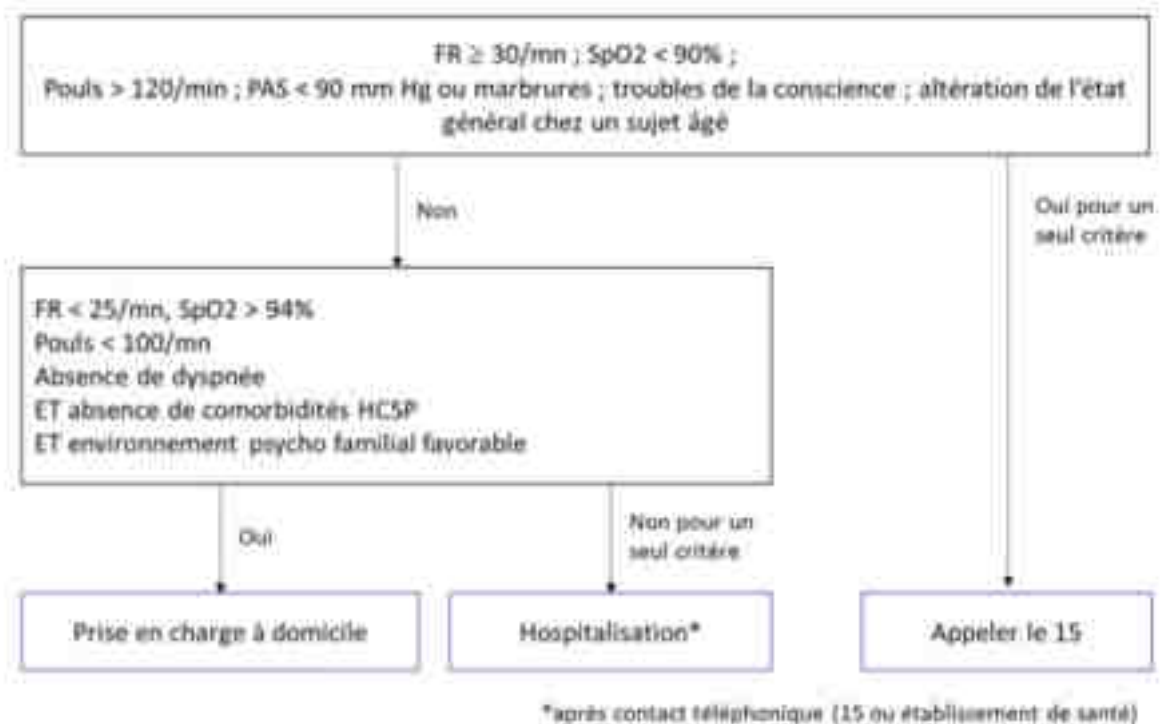 FR ≥ 30/mn ; SpO2 < 90% ;
Pouls > 120/min ; PAS < 90 mm Hg ou marbrures ; troubles de la conscience ; altération de l'état
général chez un sujet âgé
Non
Oui pour un
seul critère
FR < 25/mn, SpO2 > 94%
Pouls < 100/mn
Absence de dyspnée
ET absence de comorbidités HCSP
ET environnement psycho familial favorable
Oui
Non pour un
seul critère
Prise en charge à domicile
Hospitalisation*
Appeler le 15
*après contact téléphonique (15 ou établissement de santé)